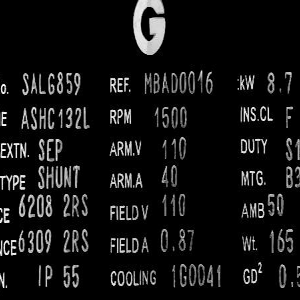 G
o. SALG859 REF. MBAD0016 :kW 8.7
E ASHC132L RPM 1500 INS.CL F
EXTN. SEP ARM.V 110 DUTY S1
TYPE SHUNT ARM.A 40 MTG. B3
CE 6208 2RS FIELD V 110 AMB 50
NCE 6309 2RS FIELD A 0.87 Wt. 165
N. IP 55 COOLING 1G0041 GD² 0.5